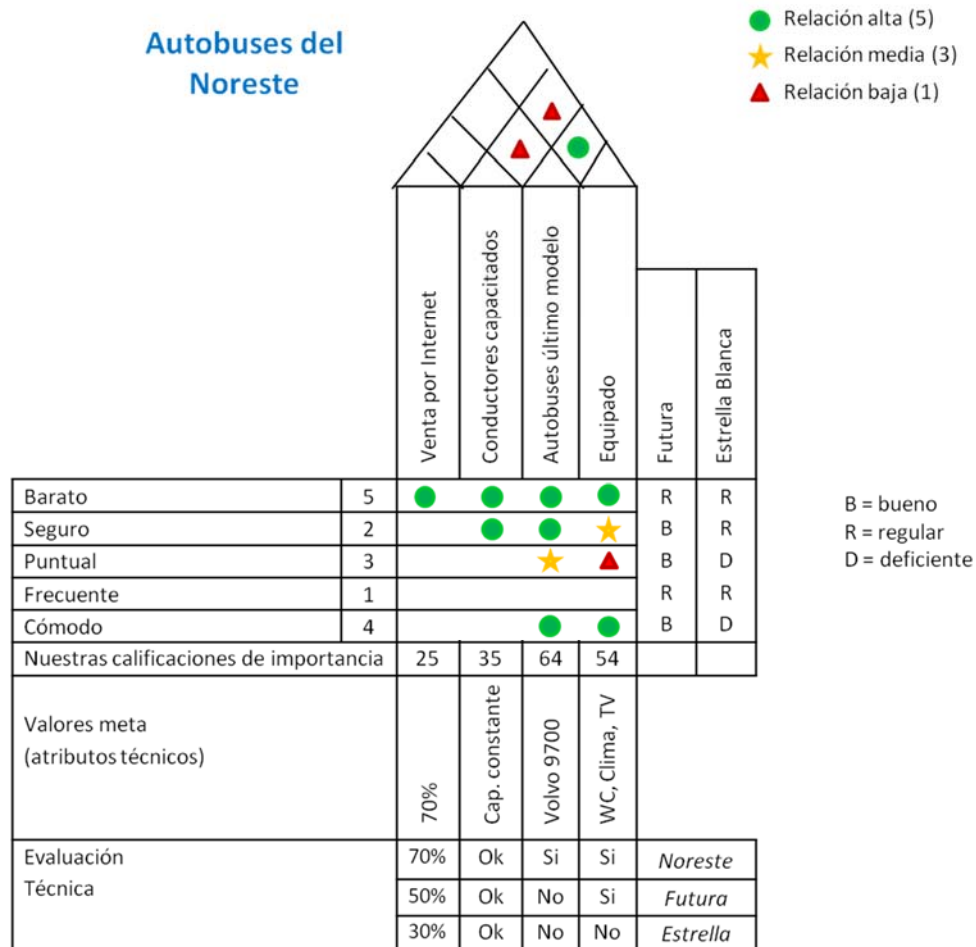 Autobuses del
Noreste
Relación alta (5)
Relación media (3)
Relación baja (1)
Venta por Internet
Conductores capacitados
Autobuses último modelo
Equipado
Futura
Estrella Blanca
Barato 5 R R
Seguro 2 B R
Puntual 3 B D
Frecuente 1 R R
Cómodo 4 B D
B = bueno
R = regular
D = deficiente
Nuestras calificaciones de importancia 25 35 64 54
Valores meta
(atributos técnicos)
70%
Cap. constante
Volvo 9700
WC, Clima, TV
Evaluación
Técnica
70% Ok Si Si Noreste
50% Ok No Si Futura
30% Ok No No Estrella